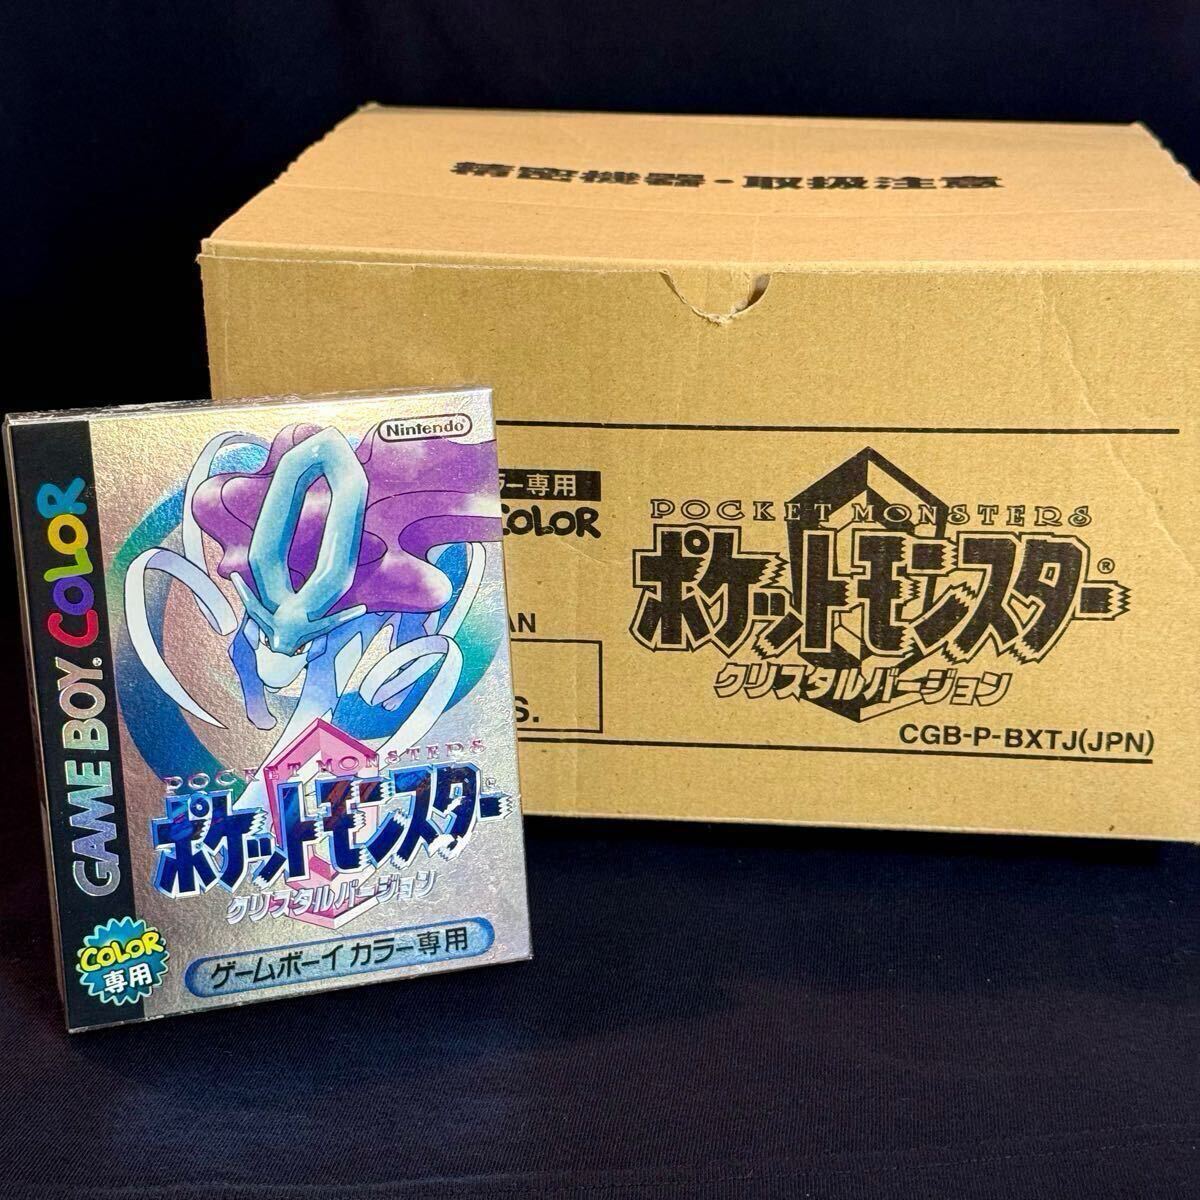 精密機器・取扱注意
ラー専用
COLOR
POCKET MONSTERS
ポケットモンスター®
クリスタルバージョン
CGB-P-BXTJ(JPN)
AN
S.
Nintendo
GAME BOY COLOR
POCKET MONSTERS
ポケットモンスター
クリスタルバージョン
ゲームボーイ カラー専用
COLOR
専用